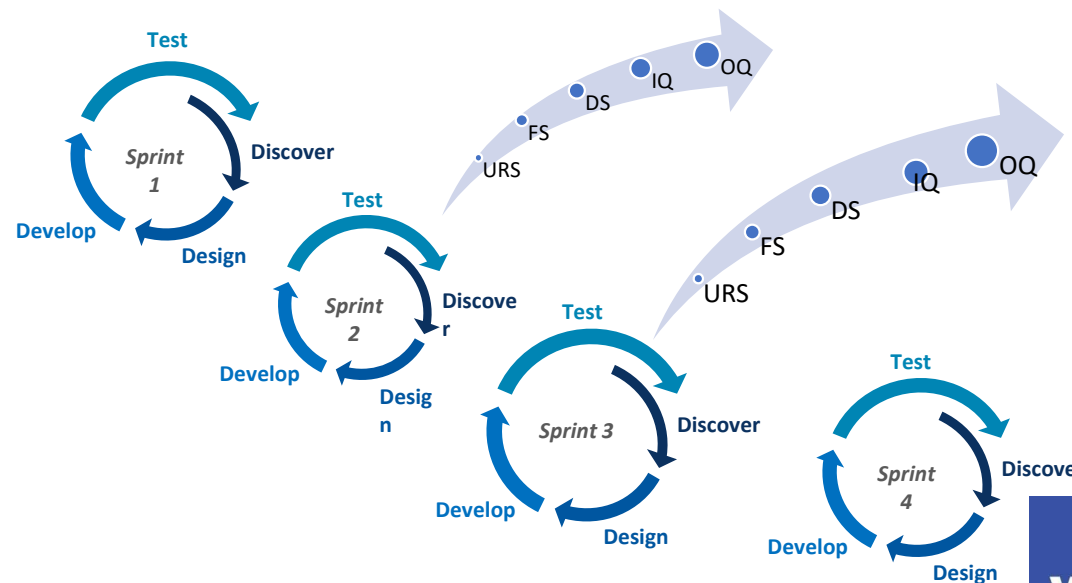 Test
Sprint
1
Discover
Develop
Design
URS
FS
DS
IQ
OQ
Test
Sprint
2
Discove
r
Develop
Desig
n
URS
FS
DS
IQ
OQ
Test
Sprint 3
Discover
Develop
Design
Test
Sprint
4
Discove
Develop
Design